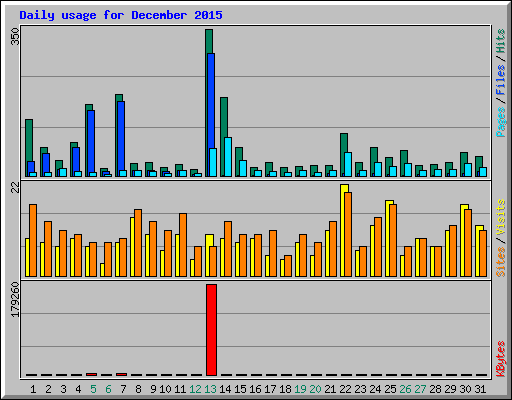 Daily usage for December 2015
350
Pages / Files / Hits
22
Sites / Visits
179260
KBytes
1 2 3 4 5 6 7 8 9 10 11 12 13 14 15 16 17 18 19 20 21 22 23 24 25 26 27 28 29 30 31